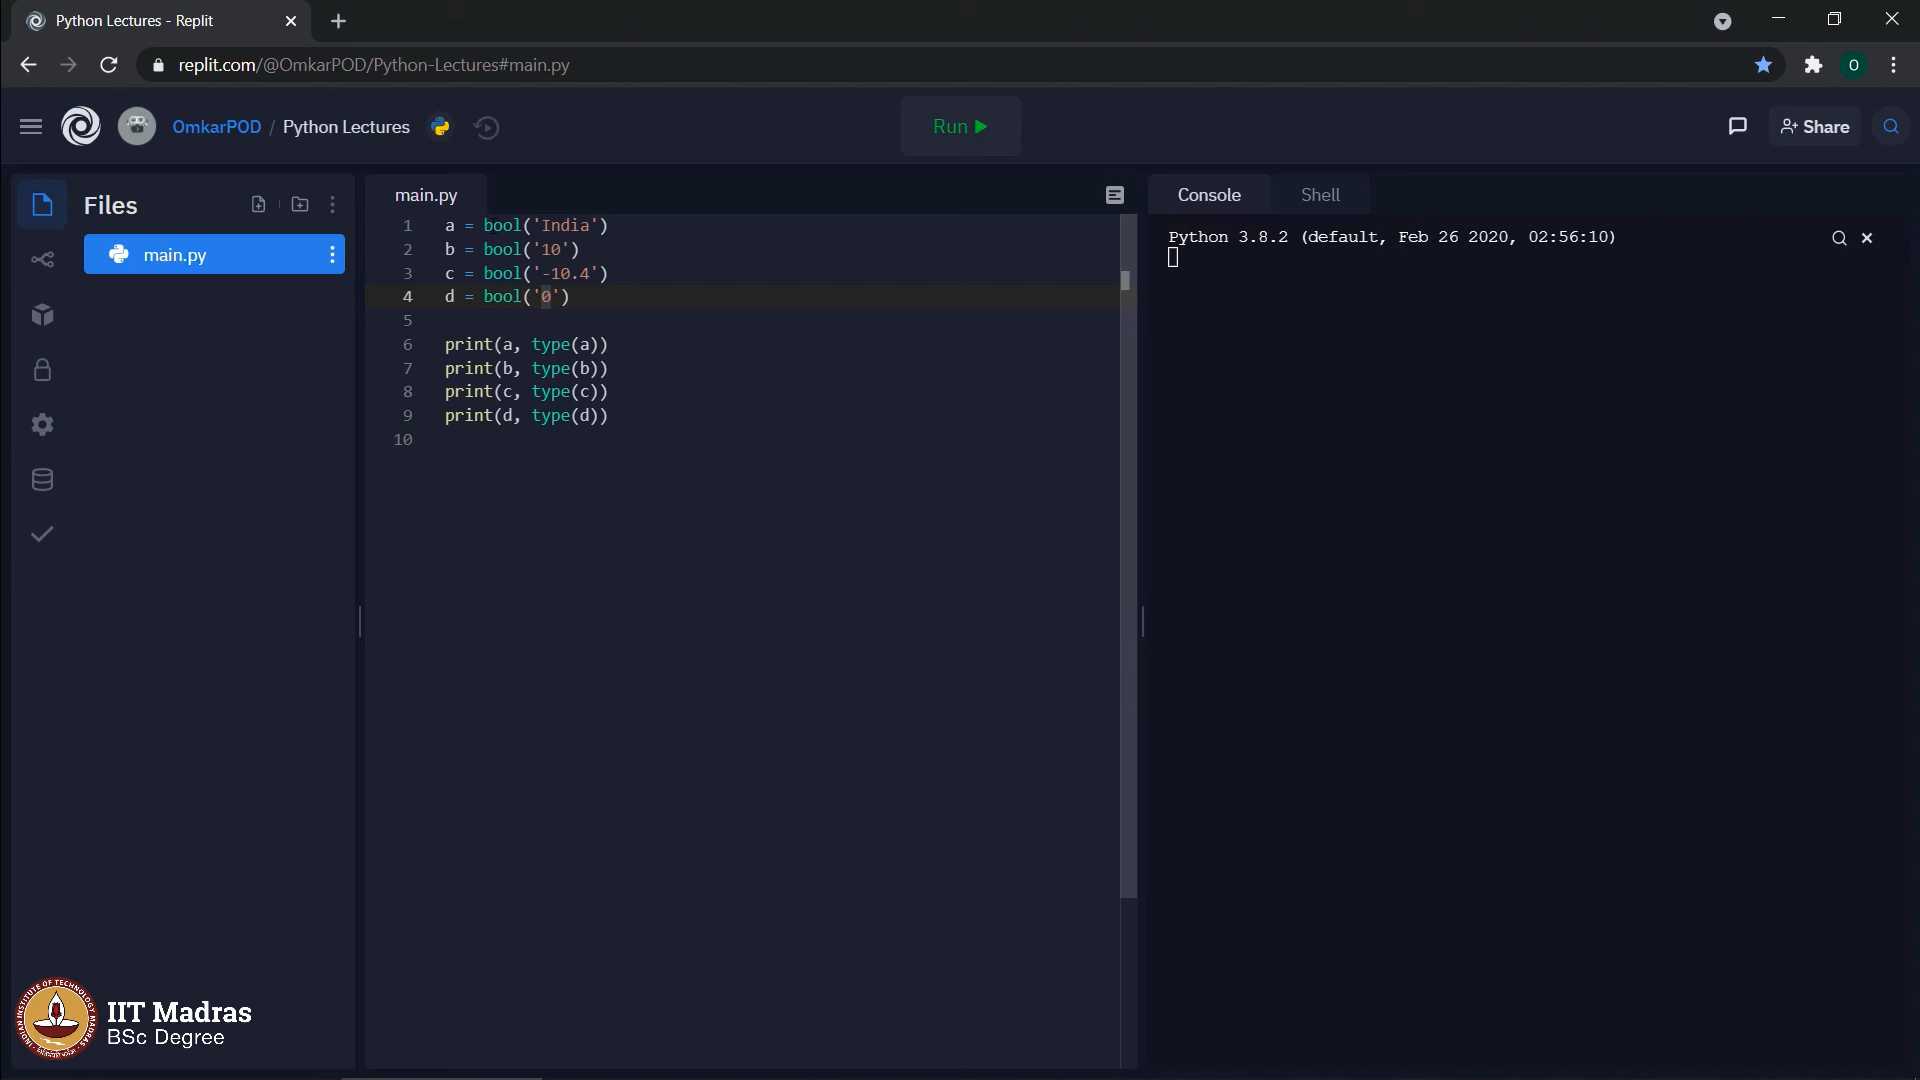 Python Lectures - Replit
replit.com/@OmkarPOD/Python-Lectures#main.py
O
OmkarPOD / Python Lectures
Run
Share
Files
main.py
main.py
Console
Shell
1 a = bool('India')
2 b = bool('10')
3 c = bool('-10.4')
4 d = bool('0')
5
6 print(a, type(a))
7 print(b, type(b))
8 print(c, type(c))
9 print(d, type(d))
10
Python 3.8.2 (default, Feb 26 2020, 02:56:10)
IIT Madras
BSc Degree